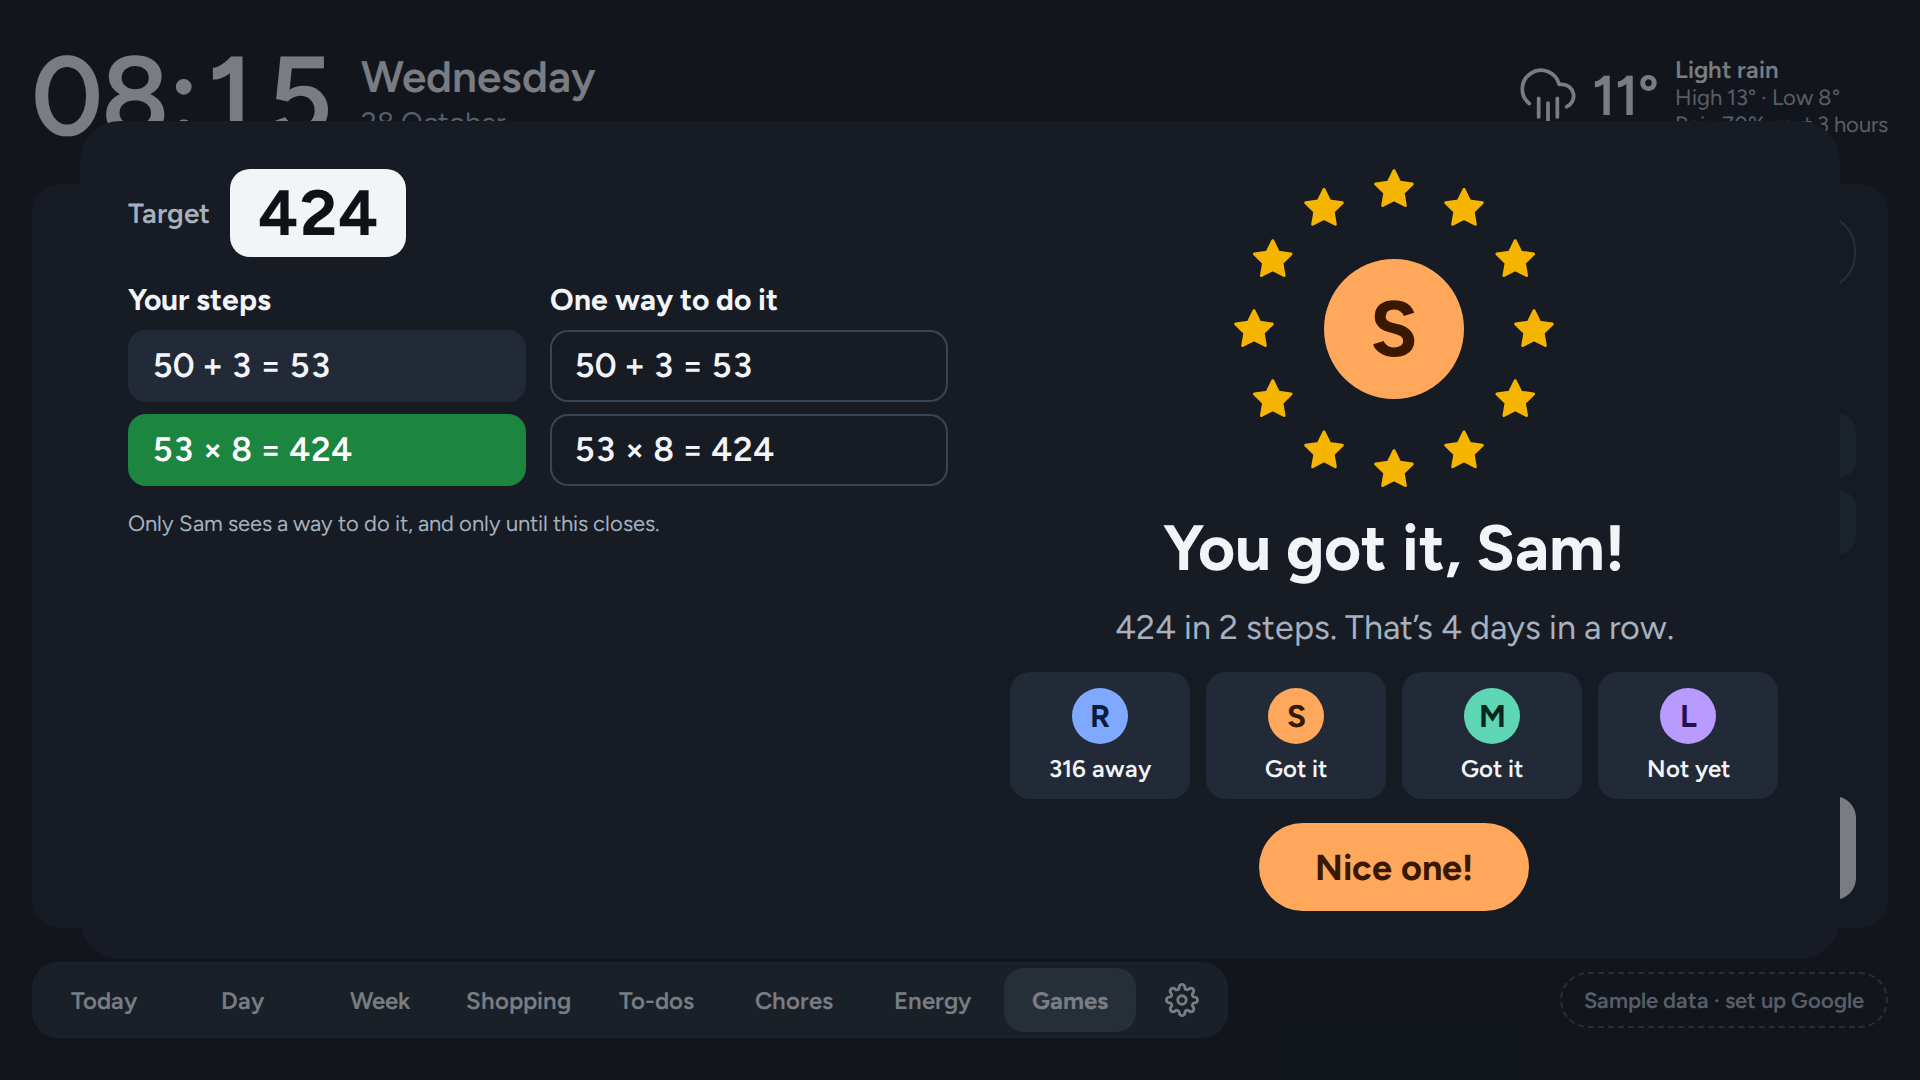 08:15
Wednesday
28 October
Light rain
11°
High 13° · Low 8°
3 hours
Target
424
Your steps
One way to do it
50 + 3 = 53
50 + 3 = 53
53 × 8 = 424
53 × 8 = 424
Only Sam sees a way to do it, and only until this closes.
S
You got it, Sam!
424 in 2 steps. That’s 4 days in a row.
R
S
M
L
316 away
Got it
Got it
Not yet
Nice one!
Today
Day
Week
Shopping
To-dos
Chores
Energy
Games
Sample data · set up Google